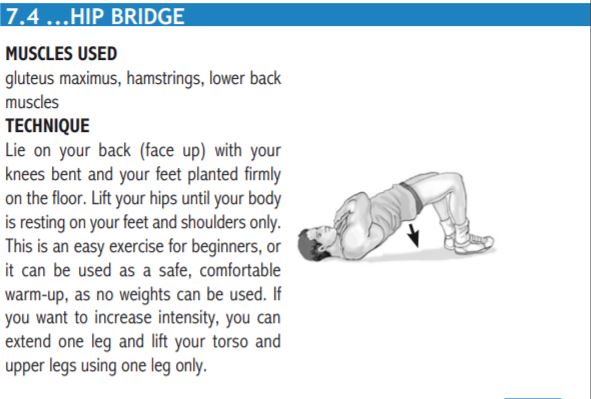 7.4 ...HIP BRIDGE
MUSCLES USED
gluteus maximus, hamstrings, lower back
muscles
TECHNIQUE
Lie on your back (face up) with your
knees bent and your feet planted firmly
on the floor. Lift your hips until your body
is resting on your feet and shoulders only.
This is an easy exercise for beginners, or
it can be used as a safe, comfortable
warm-up, as no weights can be used. If
you want to increase intensity, you can
extend one leg and lift your torso and
upper legs using one leg only.